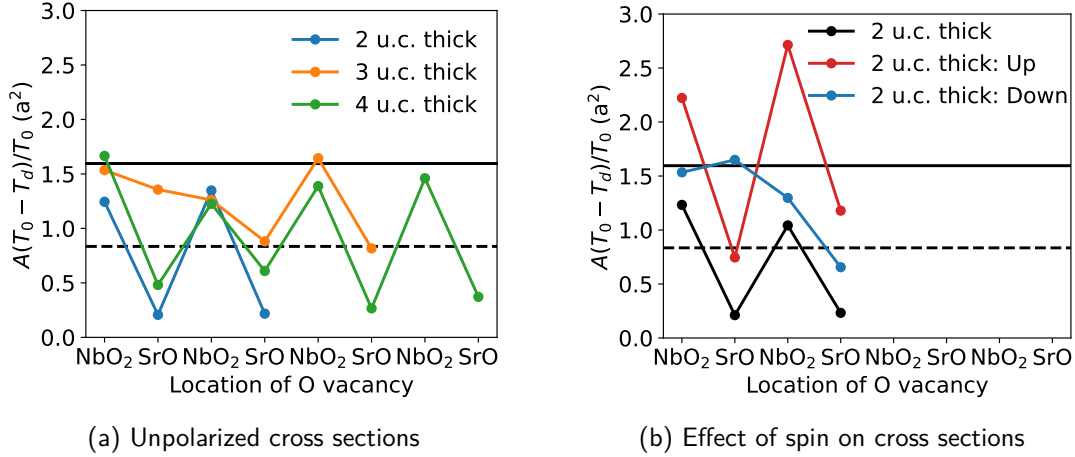 3.0
2.5
2.0
1.5
1.0
0.5
0.0
A(T₀ − T_d)/T₀ (a²)
2 u.c. thick
3 u.c. thick
4 u.c. thick
NbO₂ SrO NbO₂ SrO NbO₂ SrO NbO₂ SrO
Location of O vacancy
(a) Unpolarized cross sections
3.0
2.5
2.0
1.5
1.0
0.5
0.0
A(T₀ − T_d)/T₀ (a²)
2 u.c. thick
2 u.c. thick: Up
2 u.c. thick: Down
NbO₂ SrO NbO₂ SrO NbO₂ SrO NbO₂ SrO
Location of O vacancy
(b) Effect of spin on cross sections